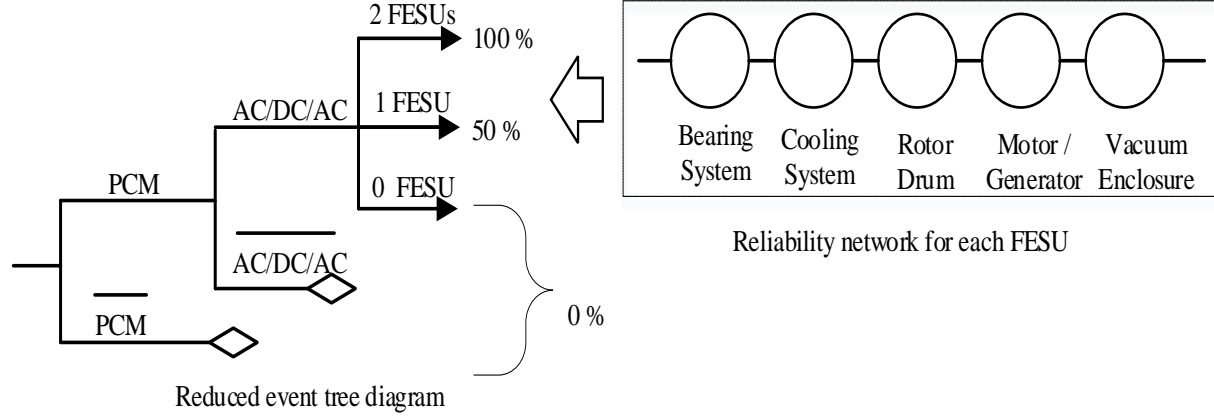 2 FESUs
100 %
1 FESU
AC/DC/AC
50 %
0 FESU
PCM
AC/DC/AC
PCM
0 %
Reduced event tree diagram
Bearing
System
Cooling
System
Rotor
Drum
Motor /
Generator
Vacuum
Enclosure
Reliability network for each FESU